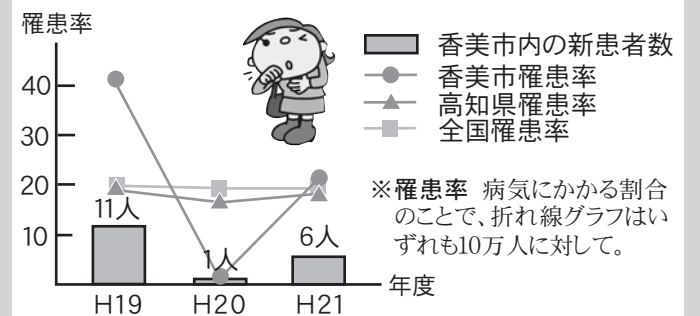 罹患率
40
30
20
10
11人
1人
6人
H19
H20
H21
年度
香美市内の新患者数
香美市罹患率
高知県罹患率
全国罹患率
※罹患率 病気にかかる割合
のことで、折れ線グラフはい
ずれも10万人に対して。